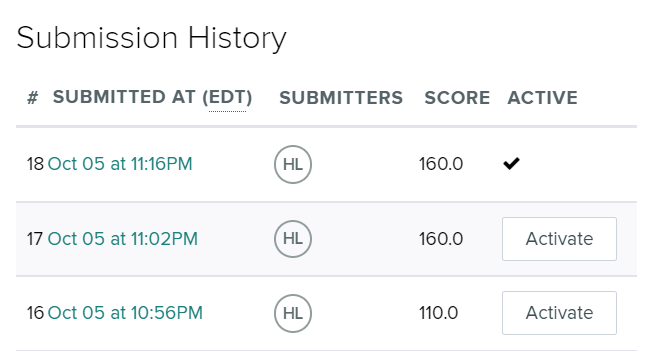 Submission History
# SUBMITTED AT (EDT) SUBMITTERS SCORE ACTIVE
18 Oct 05 at 11:16PM HL 160.0 ✔
17 Oct 05 at 11:02PM HL 160.0 Activate
16 Oct 05 at 10:56PM HL 110.0 Activate